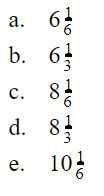 a. 6 1/6
b. 6 1/3
c. 8 1/6
d. 8 1/3
e. 10 1/6